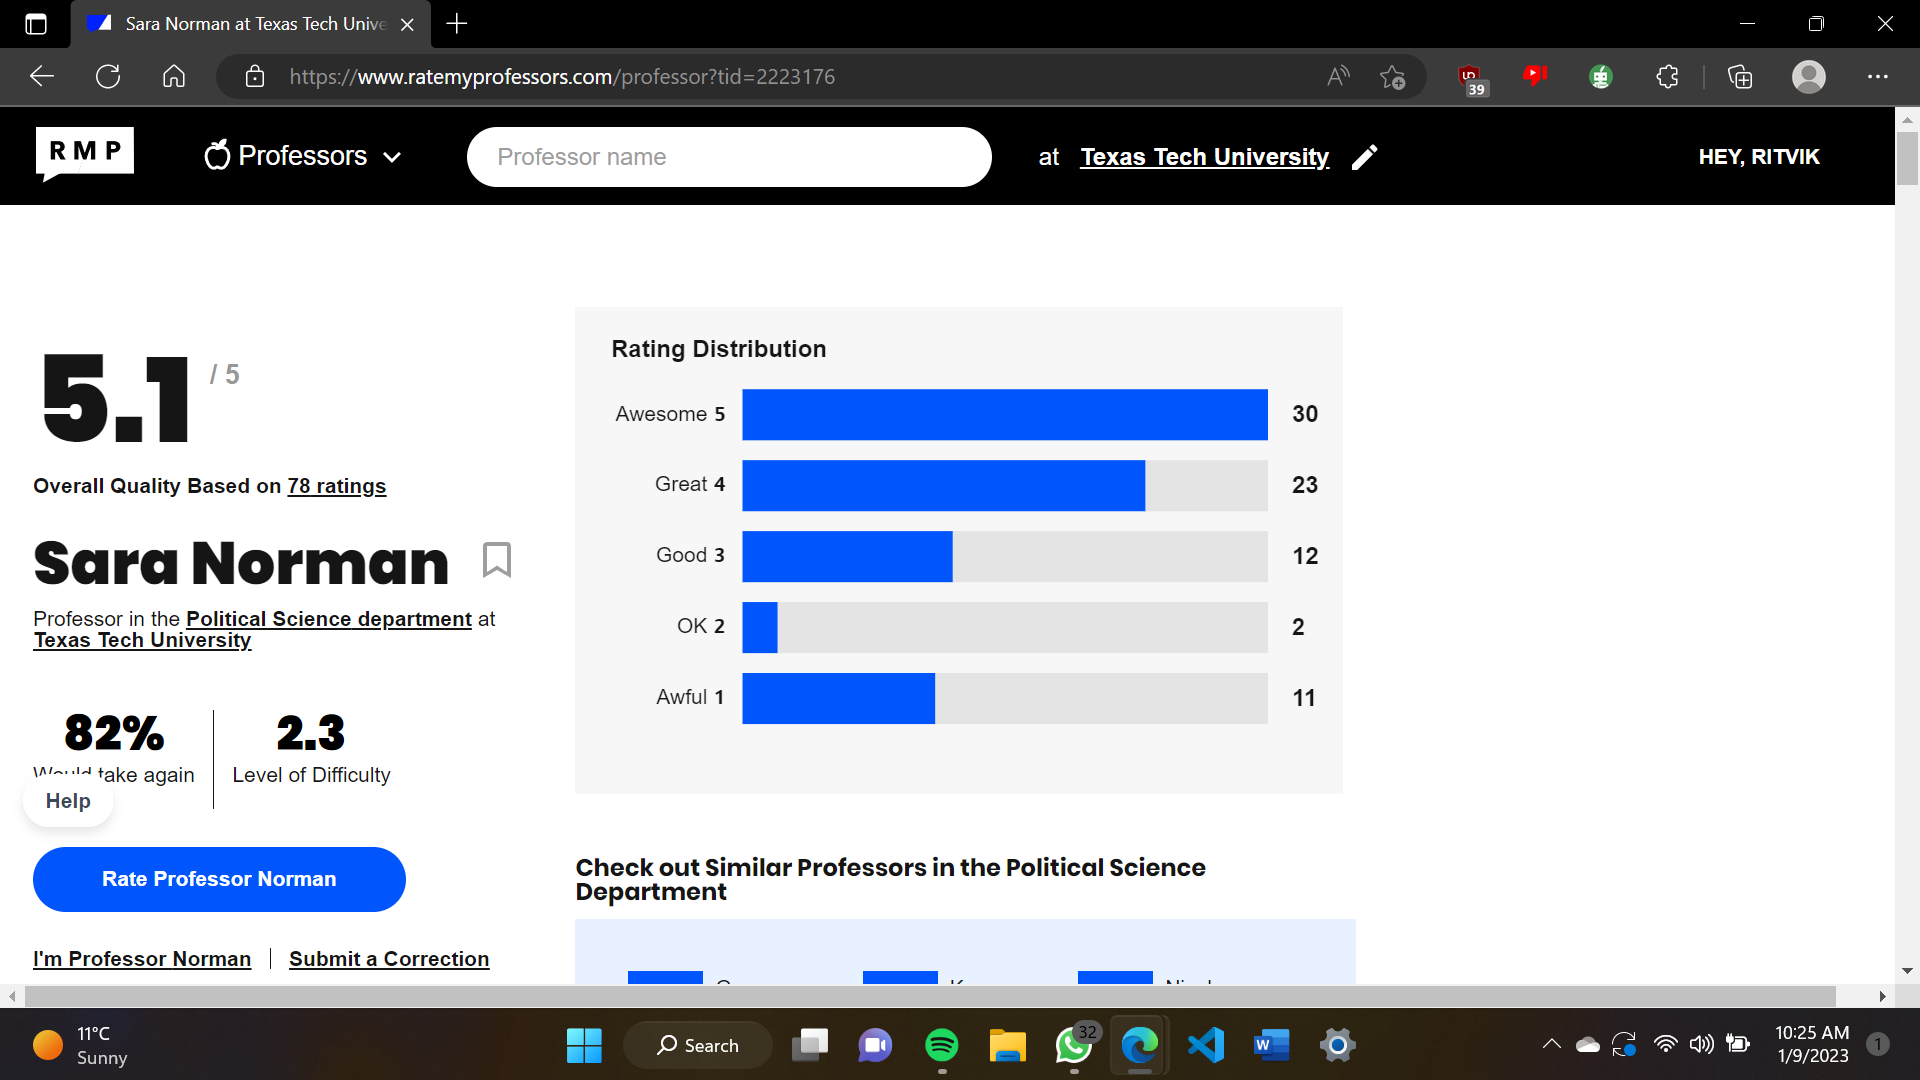 Sara Norman at Texas Tech Unive
https://www.ratemyprofessors.com/professor?tid=2223176
39
RMP
Professors
Professor name
at Texas Tech University
HEY, RITVIK
5.1 / 5
Overall Quality Based on 78 ratings
Sara Norman
Professor in the Political Science department at
Texas Tech University
82%
Would take again
2.3
Level of Difficulty
Help
Rate Professor Norman
I'm Professor Norman
Submit a Correction
Rating Distribution
Awesome 5 30
Great 4 23
Good 3 12
OK 2 2
Awful 1 11
Check out Similar Professors in the Political Science
Department
11°C
Sunny
Search
32
10:25 AM
1/9/2023
1